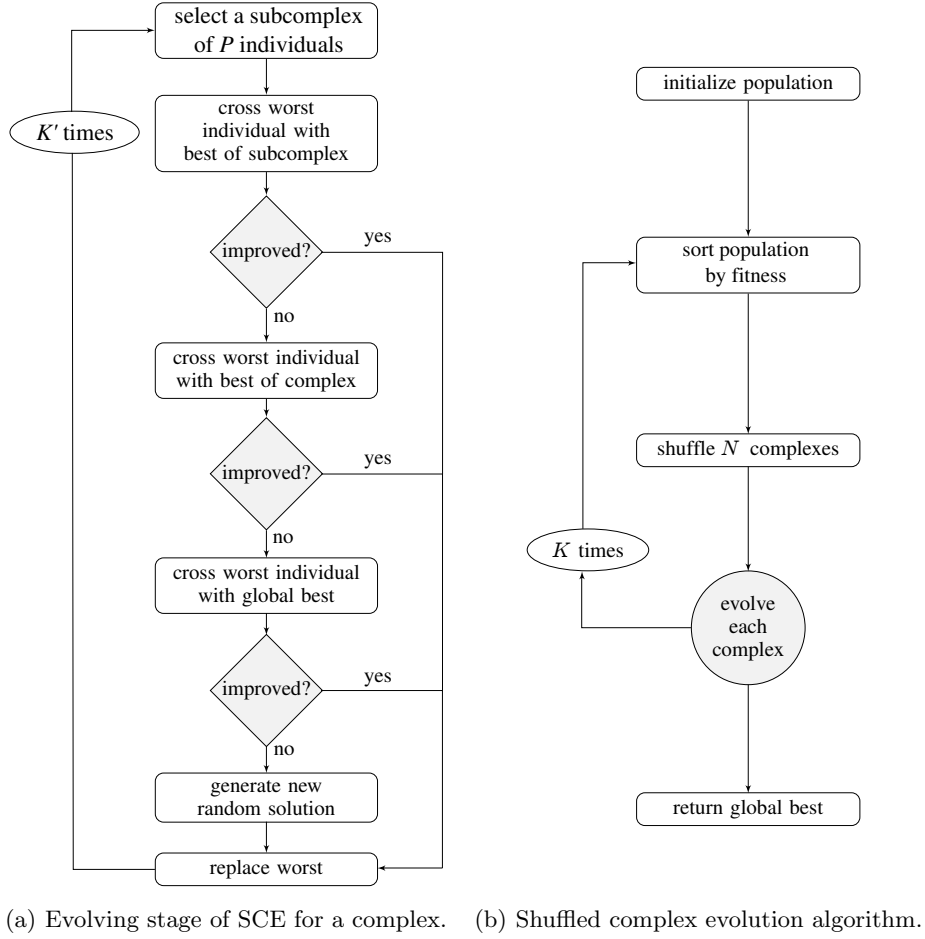 select a subcomplex
of P individuals
K' times
cross worst
individual with
best of subcomplex
improved?
yes
no
cross worst individual
with best of complex
improved?
yes
no
cross worst individual
with global best
improved?
yes
no
generate new
random solution
replace worst
(a) Evolving stage of SCE for a complex.
initialize population
sort population
by fitness
shuffle N complexes
K times
evolve
each
complex
return global best
(b) Shuffled complex evolution algorithm.